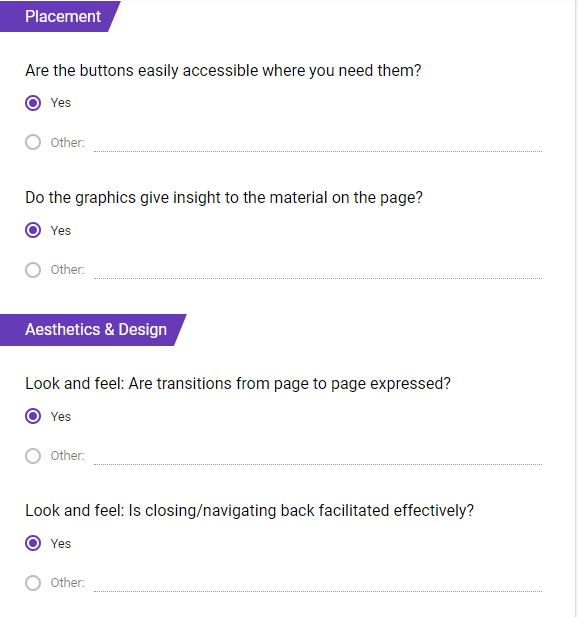 Placement
Are the buttons easily accessible where you need them?
Yes
Other:
Do the graphics give insight to the material on the page?
Yes
Other:
Aesthetics & Design
Look and feel: Are transitions from page to page expressed?
Yes
Other:
Look and feel: Is closing/navigating back facilitated effectively?
Yes
Other: